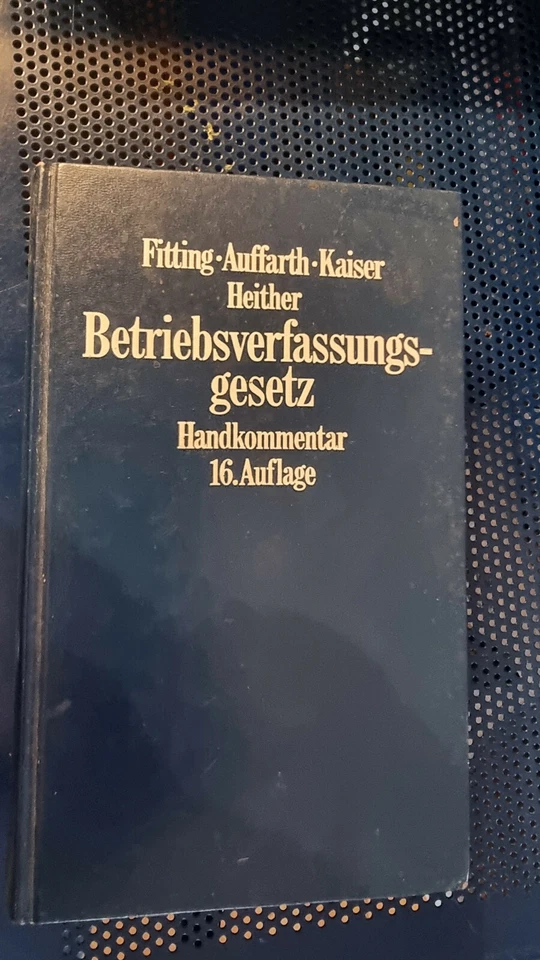 Fitting · Auffarth · Kaiser
Heither
Betriebsverfassungs-
gesetz
Handkommentar
16. Auflage